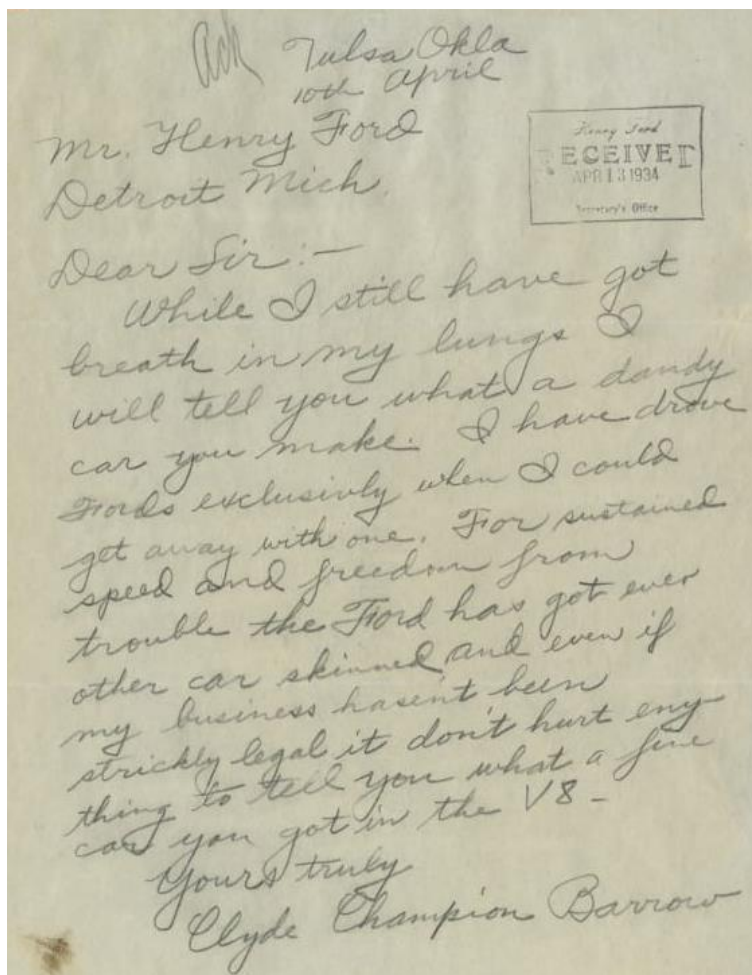 Ack
Tulsa Okla
10th April
Mr. Henry Ford
Detroit Mich.
Henry Ford
RECEIVED
APR 13 1934
Secretary's Office
Dear Sir:—
While I still have got
breath in my lungs I
will tell you what a dandy
car you make. I have drove
Fords exclusivly when I could
get away with one. For sustained
speed and freedom from
trouble the Ford has got ever
other car skinned and even if
my business hasen't been
strickly legal it don't hurt eny
thing to tell you what a fine
car you got in the V8 –
Yours truly
Clyde Champion Barrow